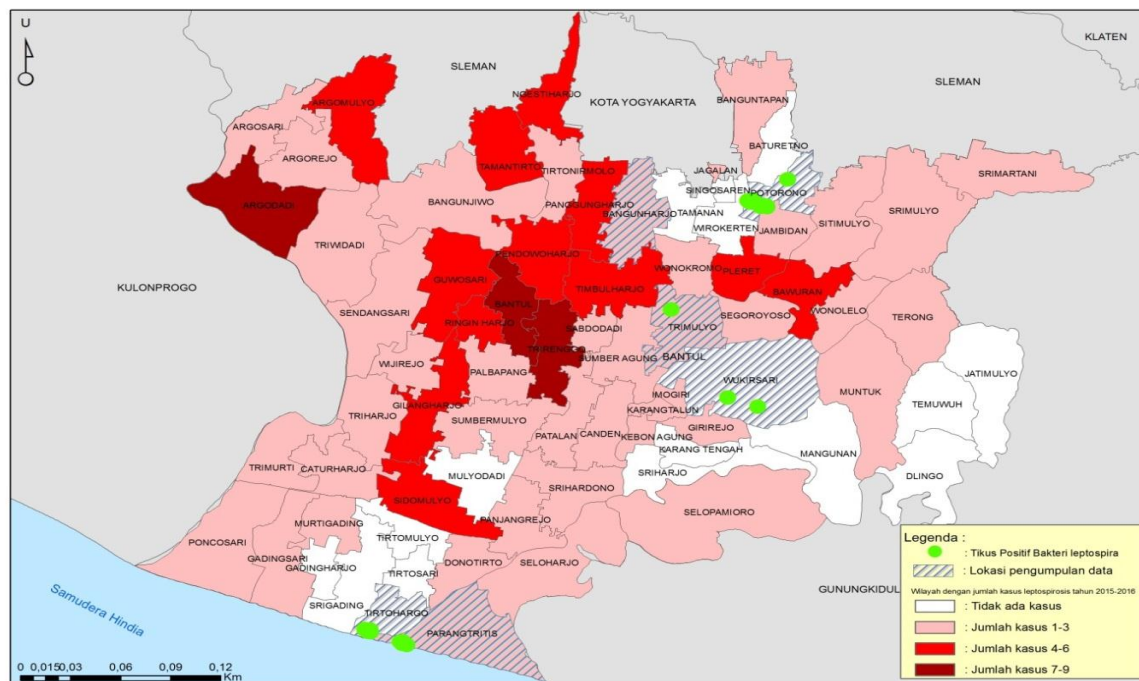 U
KLATEN
SLEMAN
SLEMAN
NGESTIHARJO
KOTA YOGYAKARTA
ARGOMULYO
BANGUNTAPAN
ARGOSARI
BATURETNO
ARGOREJO
TAMANTIRTO
TIRTONIRMOLO
JAGALAN
SRIMARTANI
SINGOSAREN
POTORONO
ARGODADI
BANGUNJIWO
PANGGUNGHARJO
BANGUNHARJO
TAMANAN
SRIMULYO
WIROKERTEN
JAMBIDAN
SITIMULYO
TRIWIDADI
PENDOWOHARJO
WONOKROMO
PLERET
GUWOSARI
TIMBULHARJO
BAWURAN
KULONPROGO
BANTUL
SENDANGSARI
RINGIN HARJO
TRIMULYO
SEGOROYOSO
WONOLELO
TERONG
TRIRENGGO
SABDODADI
SUMBER AGUNG
BANTUL
WIJIREJO
PALBAPANG
WUKIRSARI
JATIMULYO
IMOGIRI
MUNTUK
TEMUWUH
GILANGHARJO
KARANGTALUN
TRIHARJO
SUMBERMULYO
GIRIREJO
PATALAN
CANDEN
KEBON AGUNG
KARANG TENGAH
MANGUNAN
TRIMURTI
CATURHARJO
MULYODADI
SRIHARJO
DLINGO
SRIHARDONO
SIDOMULYO
SELOPAMIORO
PONCOSARI
MURTIGADING
PANJANGREJO
TIRTOMULYO
GADINGSARI
GADINGHARJO
DONOTIRTO
SELOHARJO
TIRTOSARI
GUNUNGKIDUL
SRIGADING
TIRTOHARGO
PARANGTRITIS
Samudera Hindia
0 0,015 0,03 0,06 0,09 0,12
Km
Legenda :
: Tikus Positif Bakteri leptospira
: Lokasi pengumpulan data
Wilayah dengan jumlah kasus leptospirosis tahun 2015-2016
: Tidak ada kasus
: Jumlah kasus 1-3
: Jumlah kasus 4-6
: Jumlah kasus 7-9